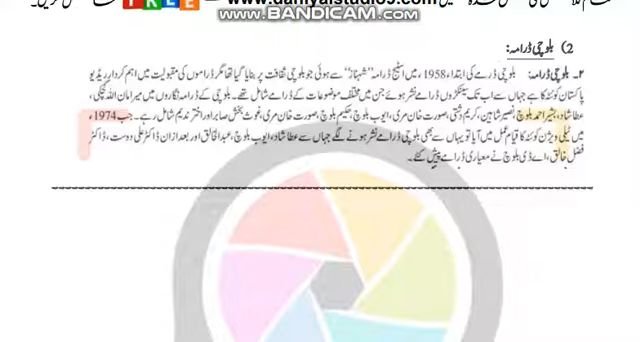 www.daniyalstudio5.com
FREE
www.BANDICAM.com
2) بلوچی ڈرامہ:
۲۔ بلوچی ڈرامہ: بلوچی ڈرامے کی ابتداء 1958، میں اسٹیج ڈرامہ "شہناز" سے ہوئی جو بلوچی ثقافت پر بنایا گیا تھا مگر ڈراموں کی مقبولیت میں اہم کردار ریڈیو
پاکستان کوئٹہ کا ہے جہاں سے اب تک سینکڑوں ڈرامے نشر ہوئے جن میں مختلف موضوعات کے ڈرامے شامل تھے۔ بلوچی کے ڈرامہ نگاروں میں میر امان اللہ گچکی،
عطا شاد، بشیر احمد بلوچ، نصیر شاہین، کریم دشتی، صورت خان مری، ایوب بلوچ، حکیم بلوچ، صورت خان مری، غوث بخش صابر اور اختر ندیم شامل رہے۔ جب 1974ء
میں ٹیلی ویژن کوئٹہ کا قیام عمل میں آیا تو یہاں سے بھی بلوچی ڈرامے نشر ہونے لگے جہاں سے عطا شاد، ایوب بلوچ، عبدالخالق اور بعد ازاں ڈاکٹر علی دوست، ڈاکٹر
فضل خالق، اے ڈی بلوچ نے معیاری ڈرامے پیش کئے۔